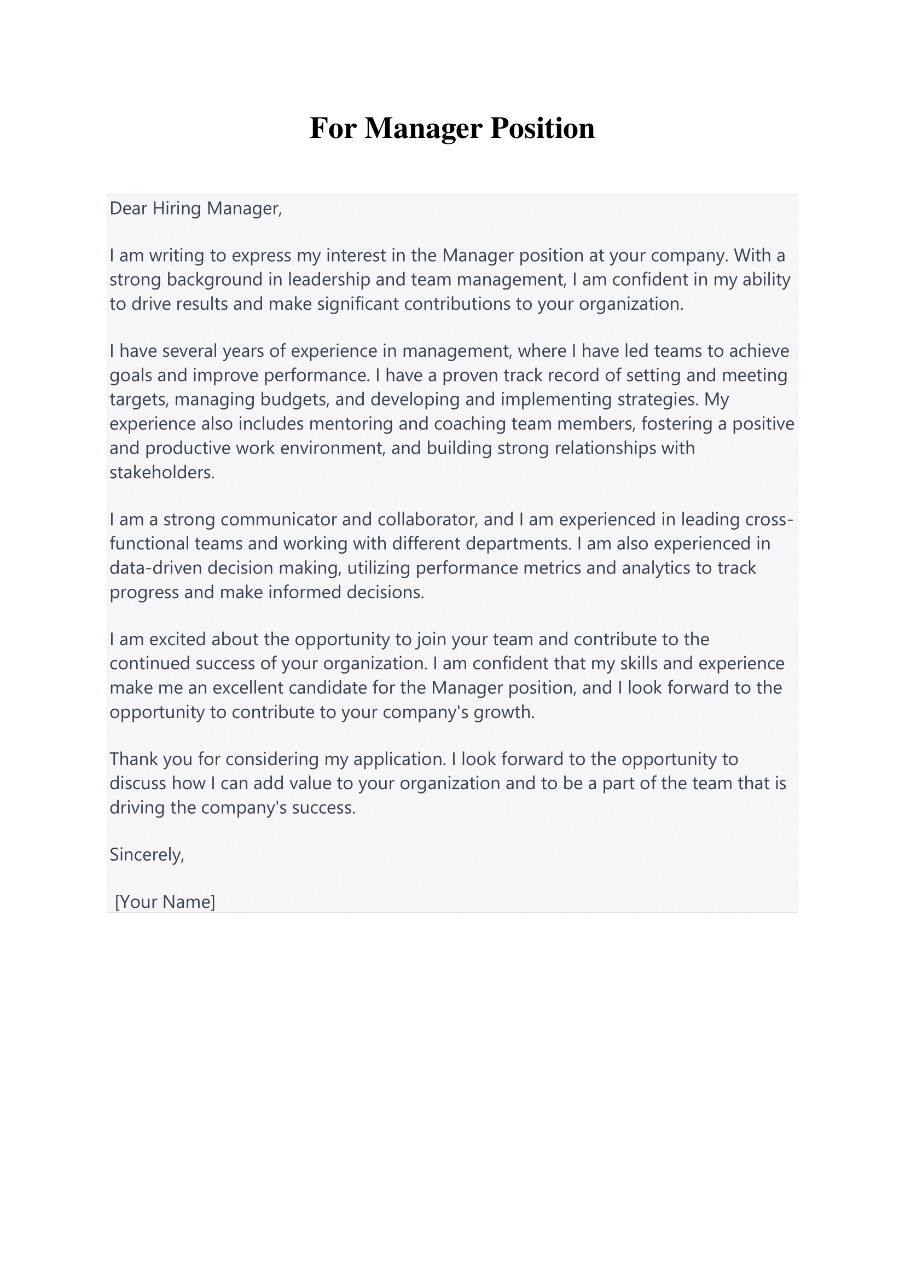 For Manager Position
Dear Hiring Manager,
I am writing to express my interest in the Manager position at your company. With a
strong background in leadership and team management, I am confident in my ability
to drive results and make significant contributions to your organization.
I have several years of experience in management, where I have led teams to achieve
goals and improve performance. I have a proven track record of setting and meeting
targets, managing budgets, and developing and implementing strategies. My
experience also includes mentoring and coaching team members, fostering a positive
and productive work environment, and building strong relationships with
stakeholders.
I am a strong communicator and collaborator, and I am experienced in leading cross-
functional teams and working with different departments. I am also experienced in
data-driven decision making, utilizing performance metrics and analytics to track
progress and make informed decisions.
I am excited about the opportunity to join your team and contribute to the
continued success of your organization. I am confident that my skills and experience
make me an excellent candidate for the Manager position, and I look forward to the
opportunity to contribute to your company's growth.
Thank you for considering my application. I look forward to the opportunity to
discuss how I can add value to your organization and to be a part of the team that is
driving the company's success.
Sincerely,
[Your Name]